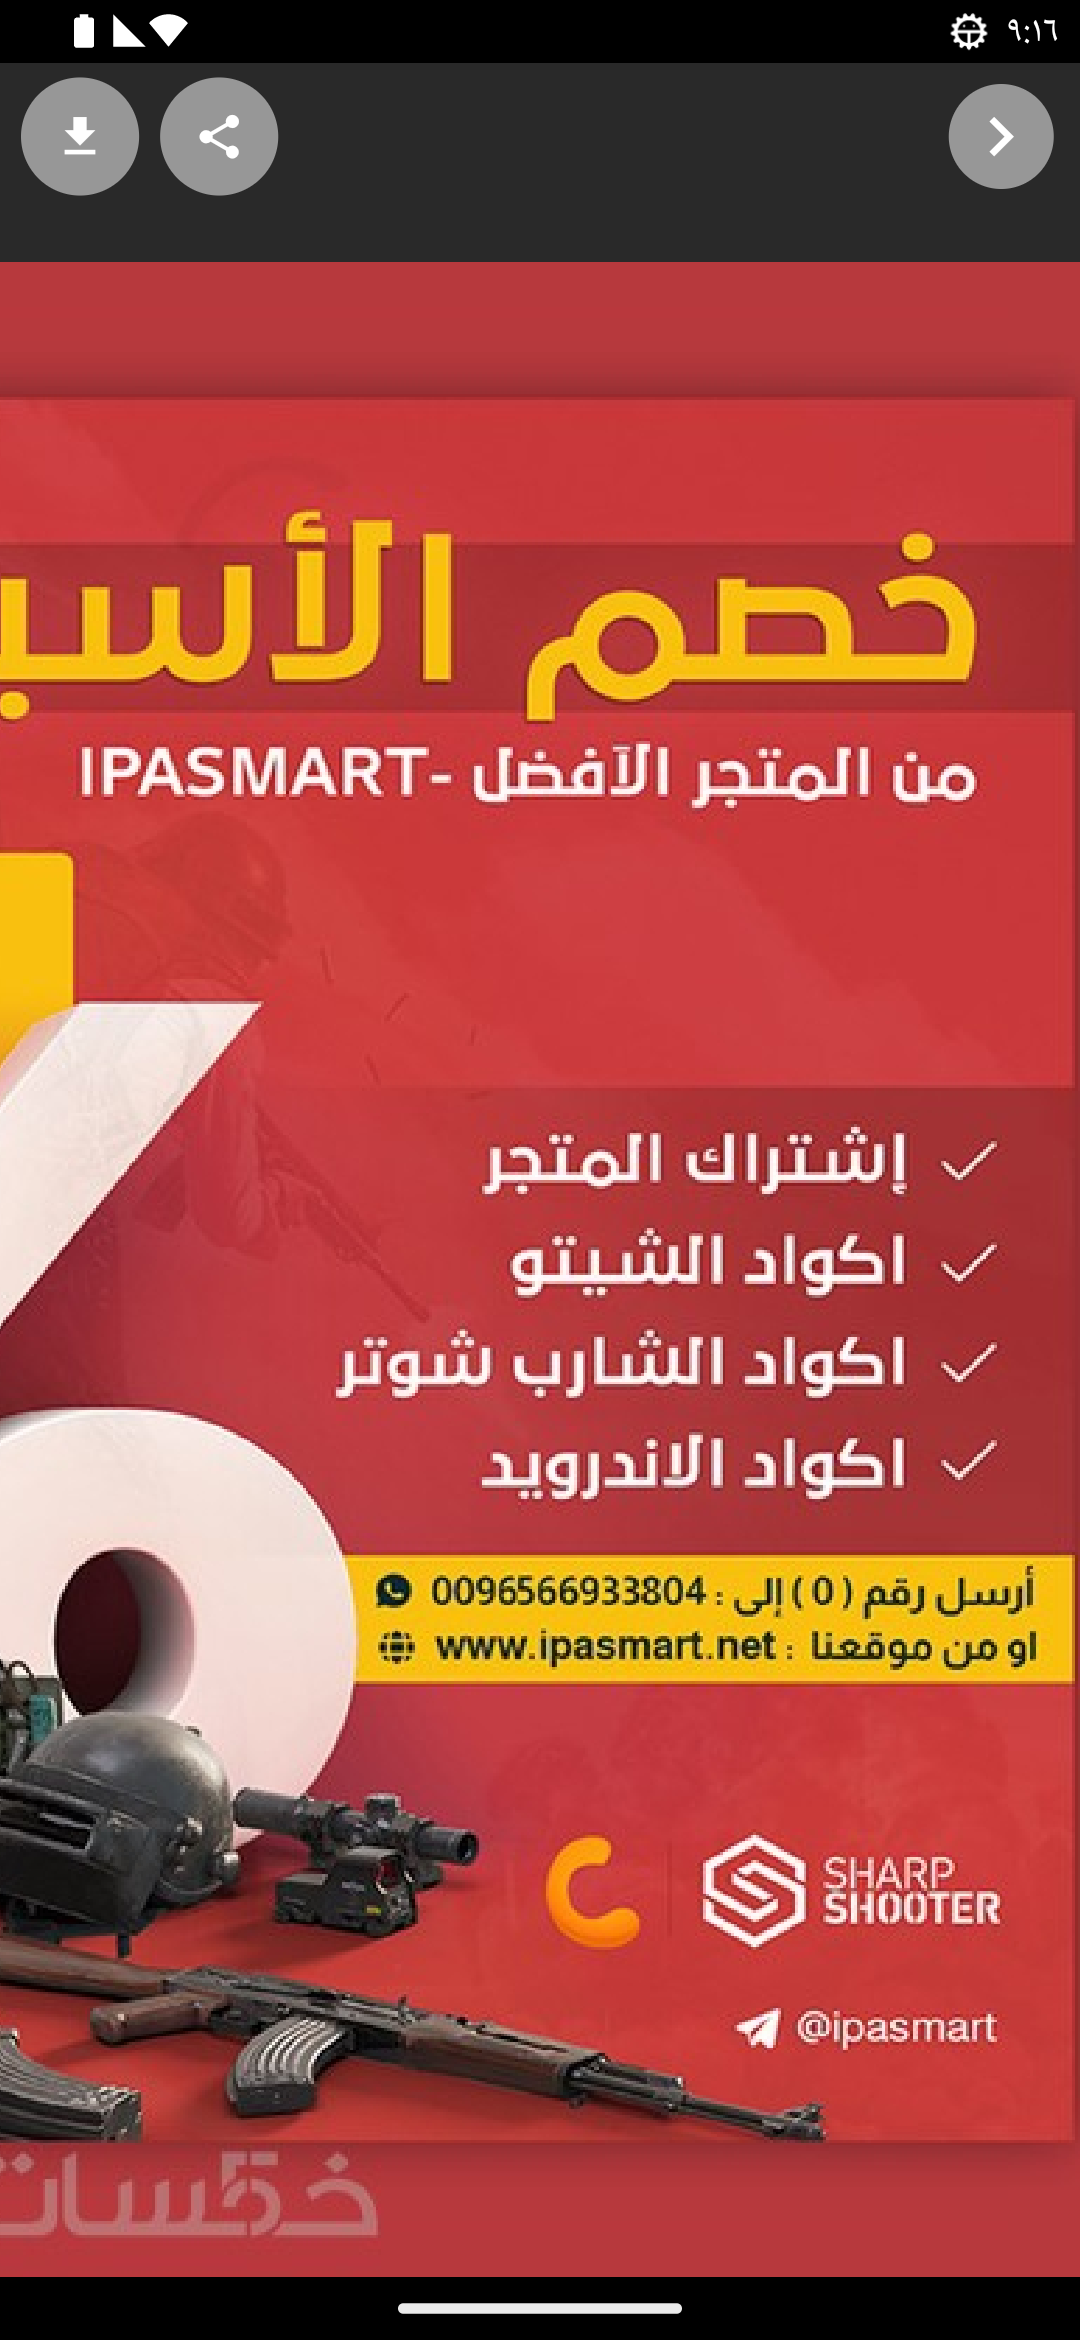 ٩:١٦
خصم الأسب
من المتجر الآفضل -IPASMART
%
إشتراك المتجر
اكواد الشيتو
اكواد الشارب شوتر
اكواد الاندرويد
أرسل رقم ( 0 ) إلى : 0096566933804
او من موقعنا : www.ipasmart.net
SHARP
SHOOTER
@ipasmart
خمسات